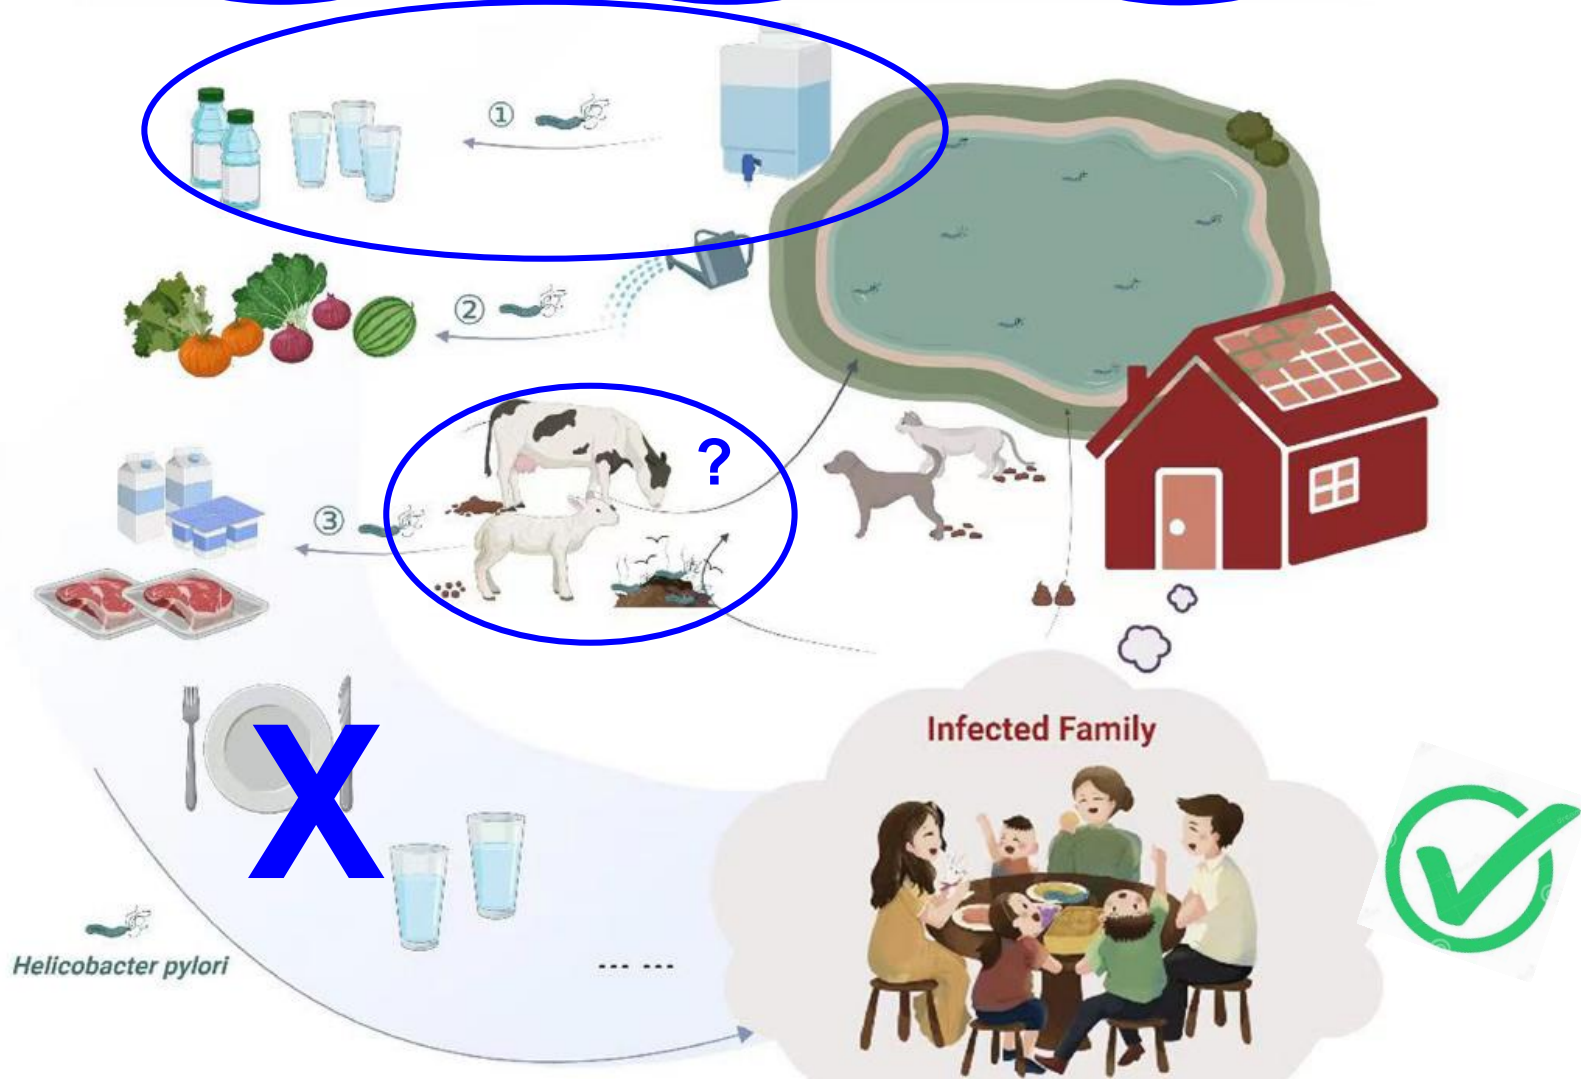 ①
②
?
③
X
Infected Family
Helicobacter pylori
... ...